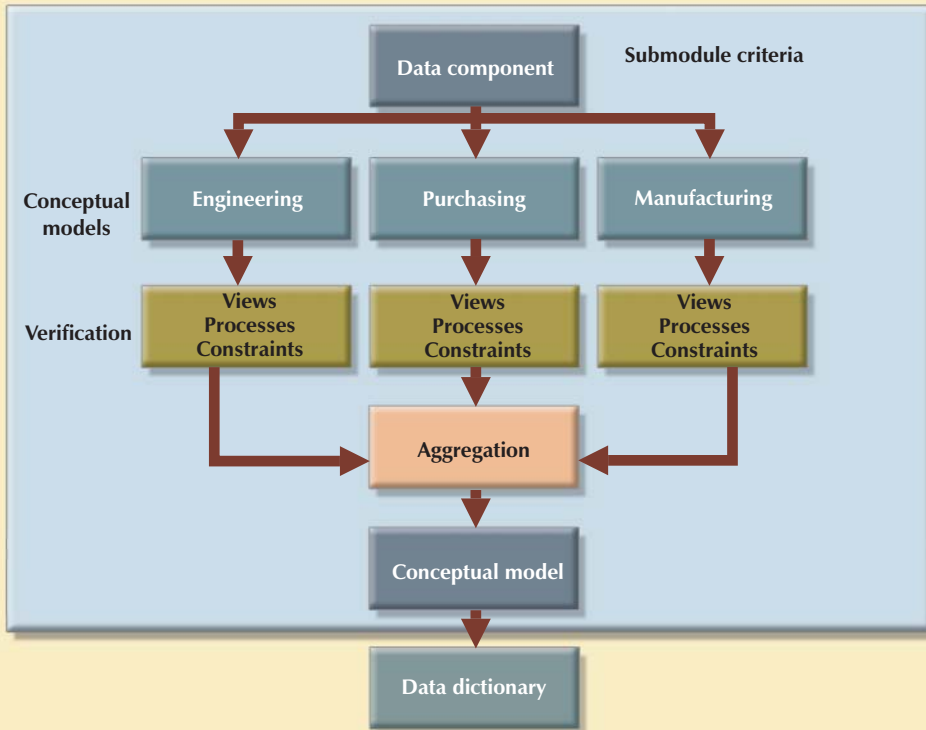 Data component
Submodule criteria
Conceptual
models
Engineering
Purchasing
Manufacturing
Verification
Views
Processes
Constraints
Views
Processes
Constraints
Views
Processes
Constraints
Aggregation
Conceptual model
Data dictionary